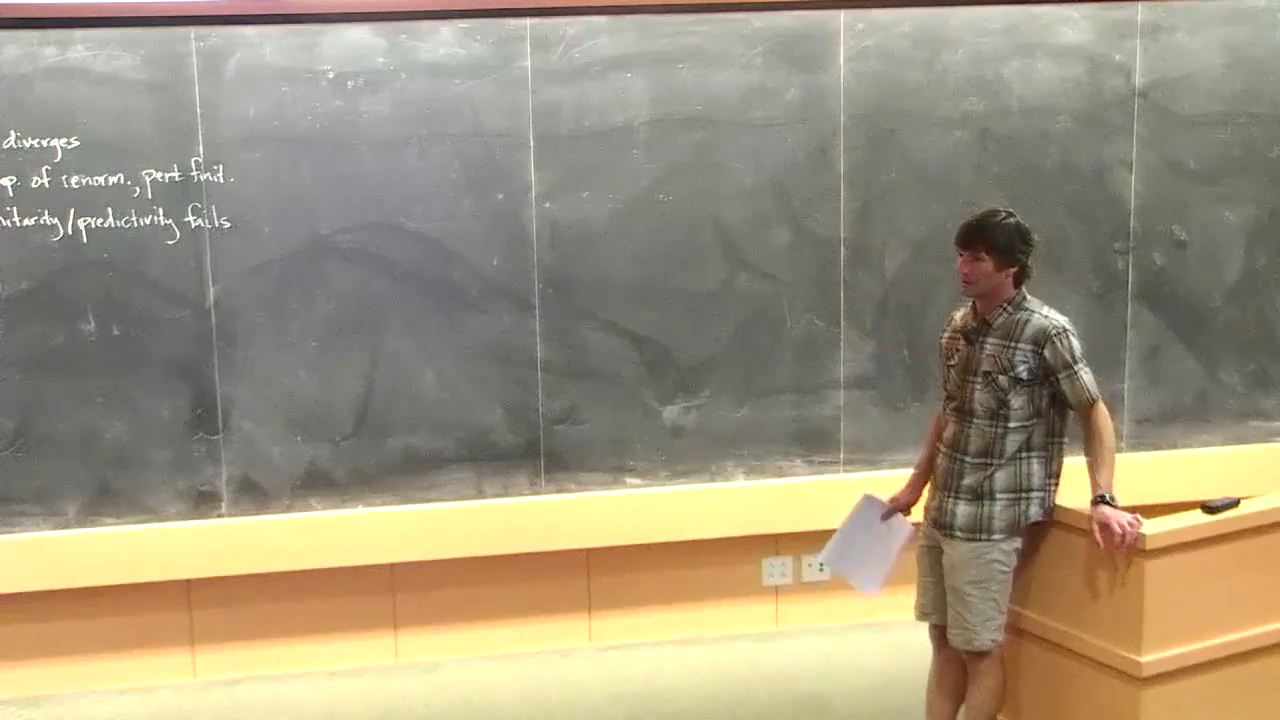 diverges
p. of renorm., pert finit.
nitarity/predictivity fails